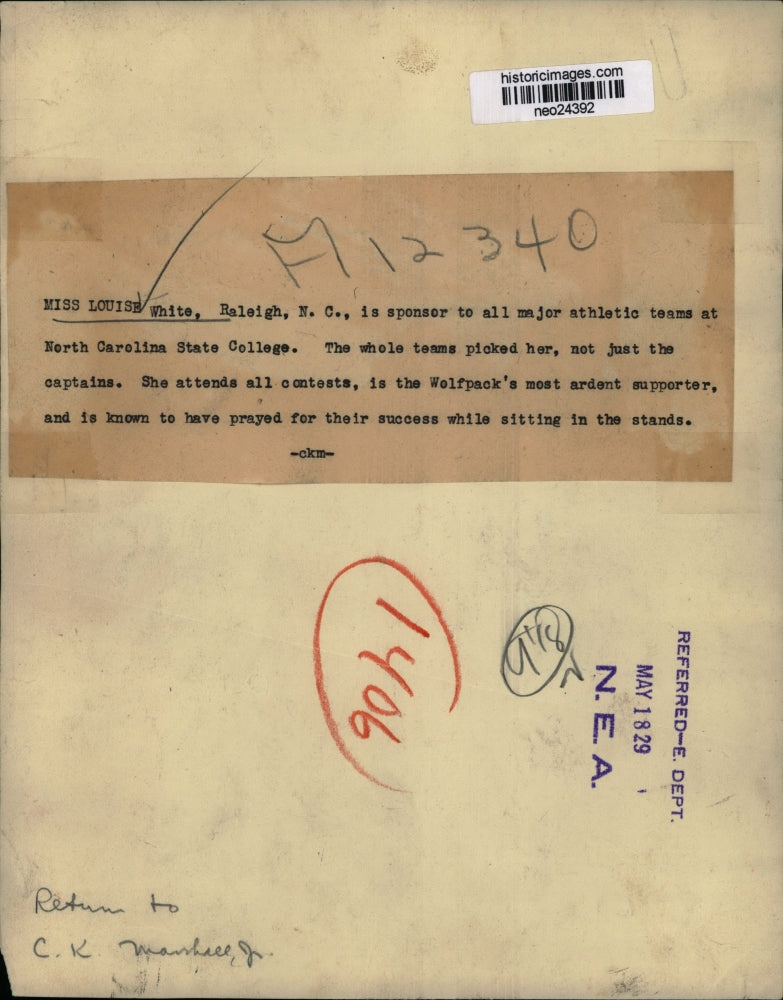 historicimages.com
neo24392
12340
MISS LOUISE White, Raleigh, N. C., is sponsor to all major athletic teams at
North Carolina State College. The whole teams picked her, not just the
captains. She attends all contests, is the Wolfpack's most ardent supporter,
and is known to have prayed for their success while sitting in the stands.
-ckm-
1406
REFERRED-E. DEPT.
MAY 18 29
N. E. A.
Return to
C. K. Marshall, Jr.